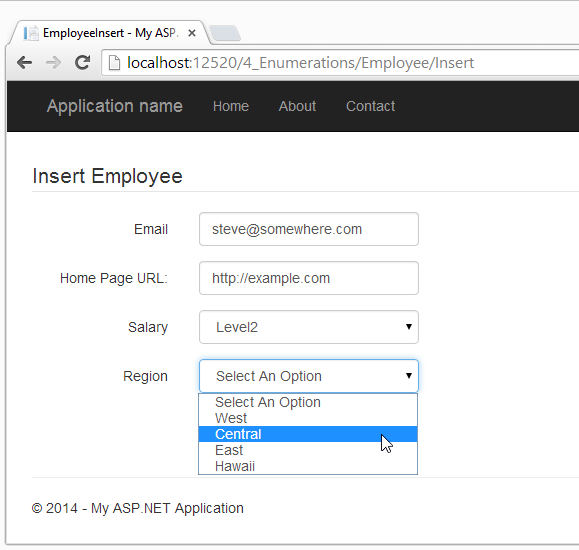 EmployeeInsert - My ASP.
localhost:12520/4_Enumerations/Employee/Insert
Application name Home About Contact
Insert Employee
Email steve@somewhere.com
Home Page URL: http://example.com
Salary Level2
Region Select An Option
Select An Option
West
Central
East
Hawaii
© 2014 - My ASP.NET Application